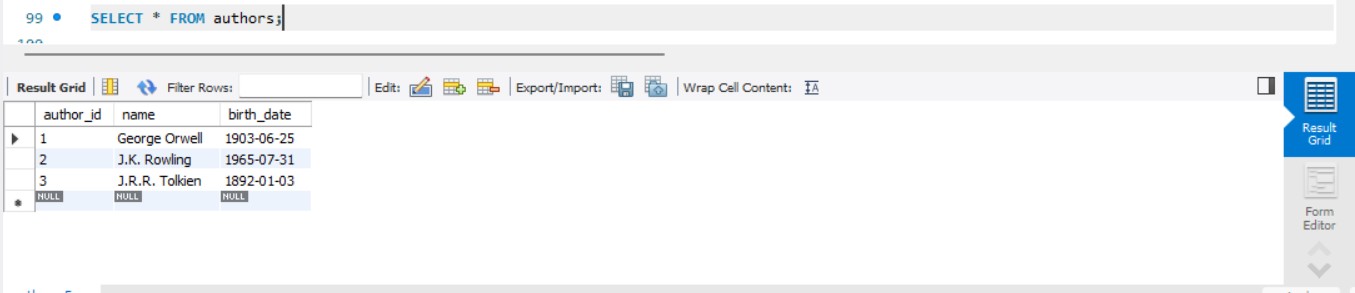 99 SELECT * FROM authors;
Result Grid Filter Rows: Edit: Export/Import: Wrap Cell Content:
author_id name birth_date
1 George Orwell 1903-06-25
2 J.K. Rowling 1965-07-31
3 J.R.R. Tolkien 1892-01-03
NULL NULL NULL
Result
Grid
Form
Editor